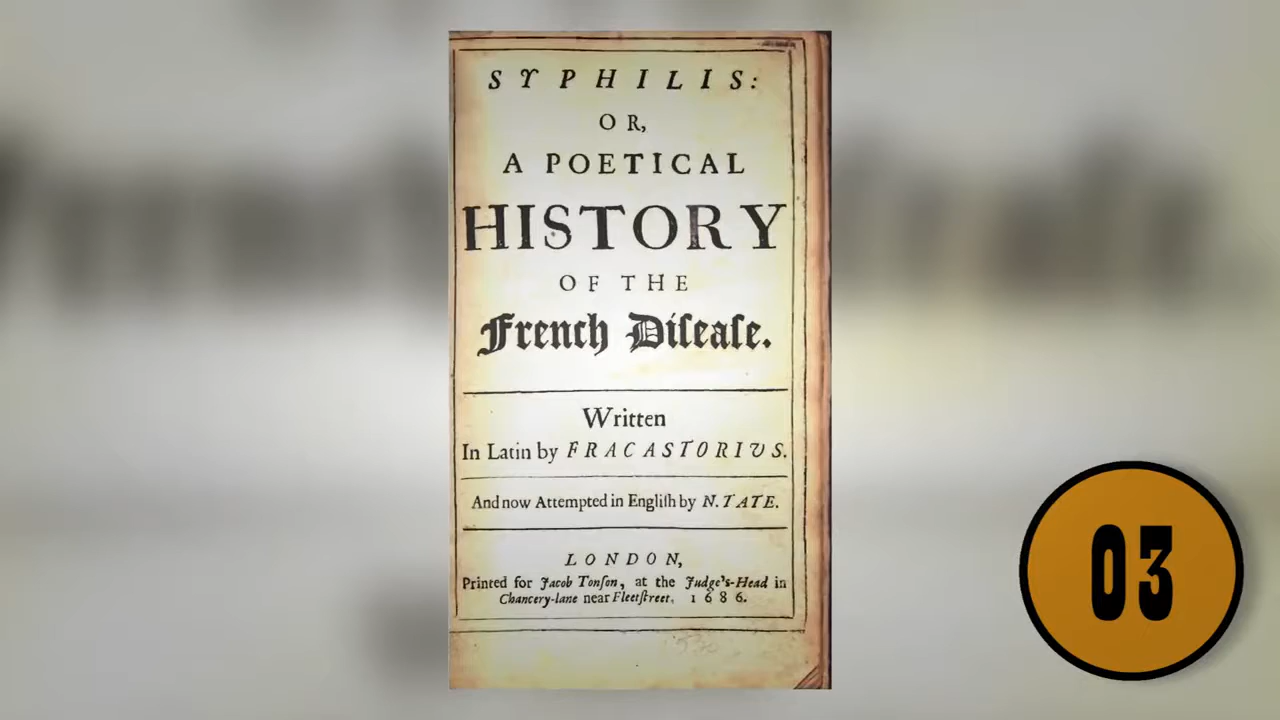 SYPHILIS:
OR,
A POETICAL
HISTORY
OF THE
French Diſeaſe.
Written
In Latin by FRACASTORIVS.
And now Attempted in Engliſh by N. TATE.
LONDON,
Printed for Jacob Tonſon, at the Judge's-Head in
Chancery-lane near Fleetſtreet. 1686.
03